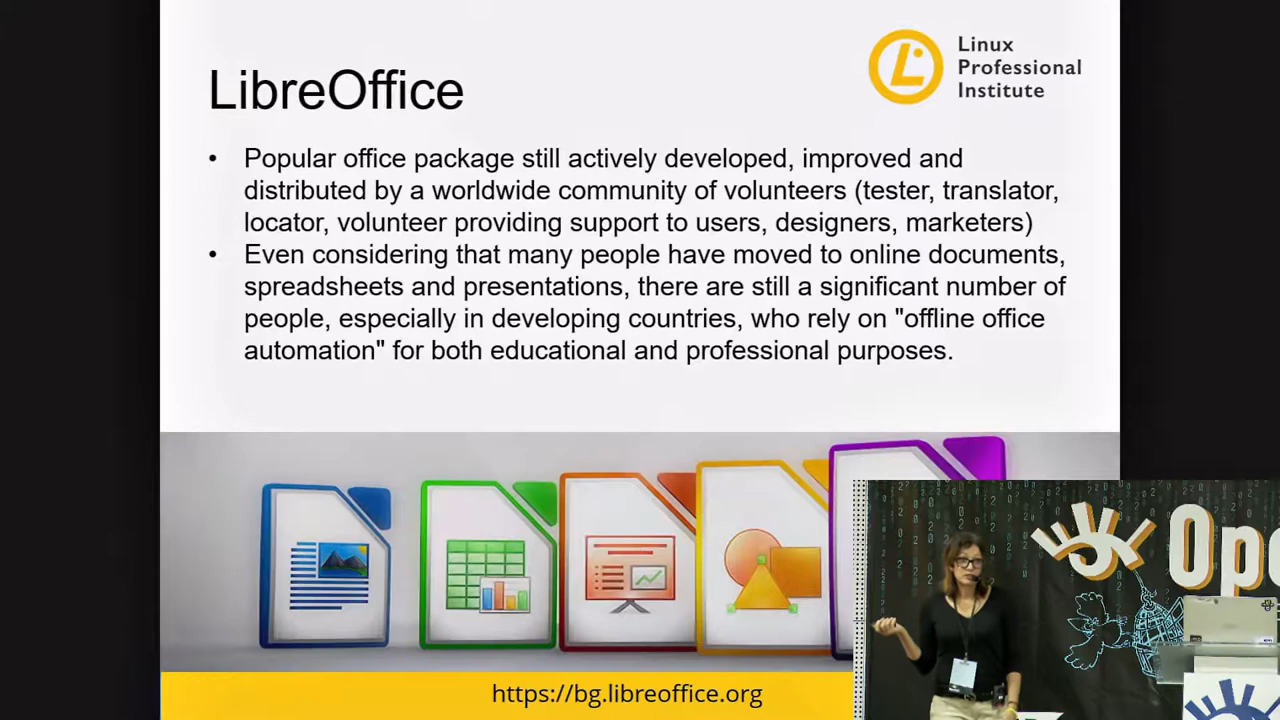 LibreOffice
Linux
Professional
Institute
• Popular office package still actively developed, improved and
distributed by a worldwide community of volunteers (tester, translator,
locator, volunteer providing support to users, designers, marketers)
• Even considering that many people have moved to online documents,
spreadsheets and presentations, there are still a significant number of
people, especially in developing countries, who rely on "offline office
automation" for both educational and professional purposes.
https://bg.libreoffice.org
Ope